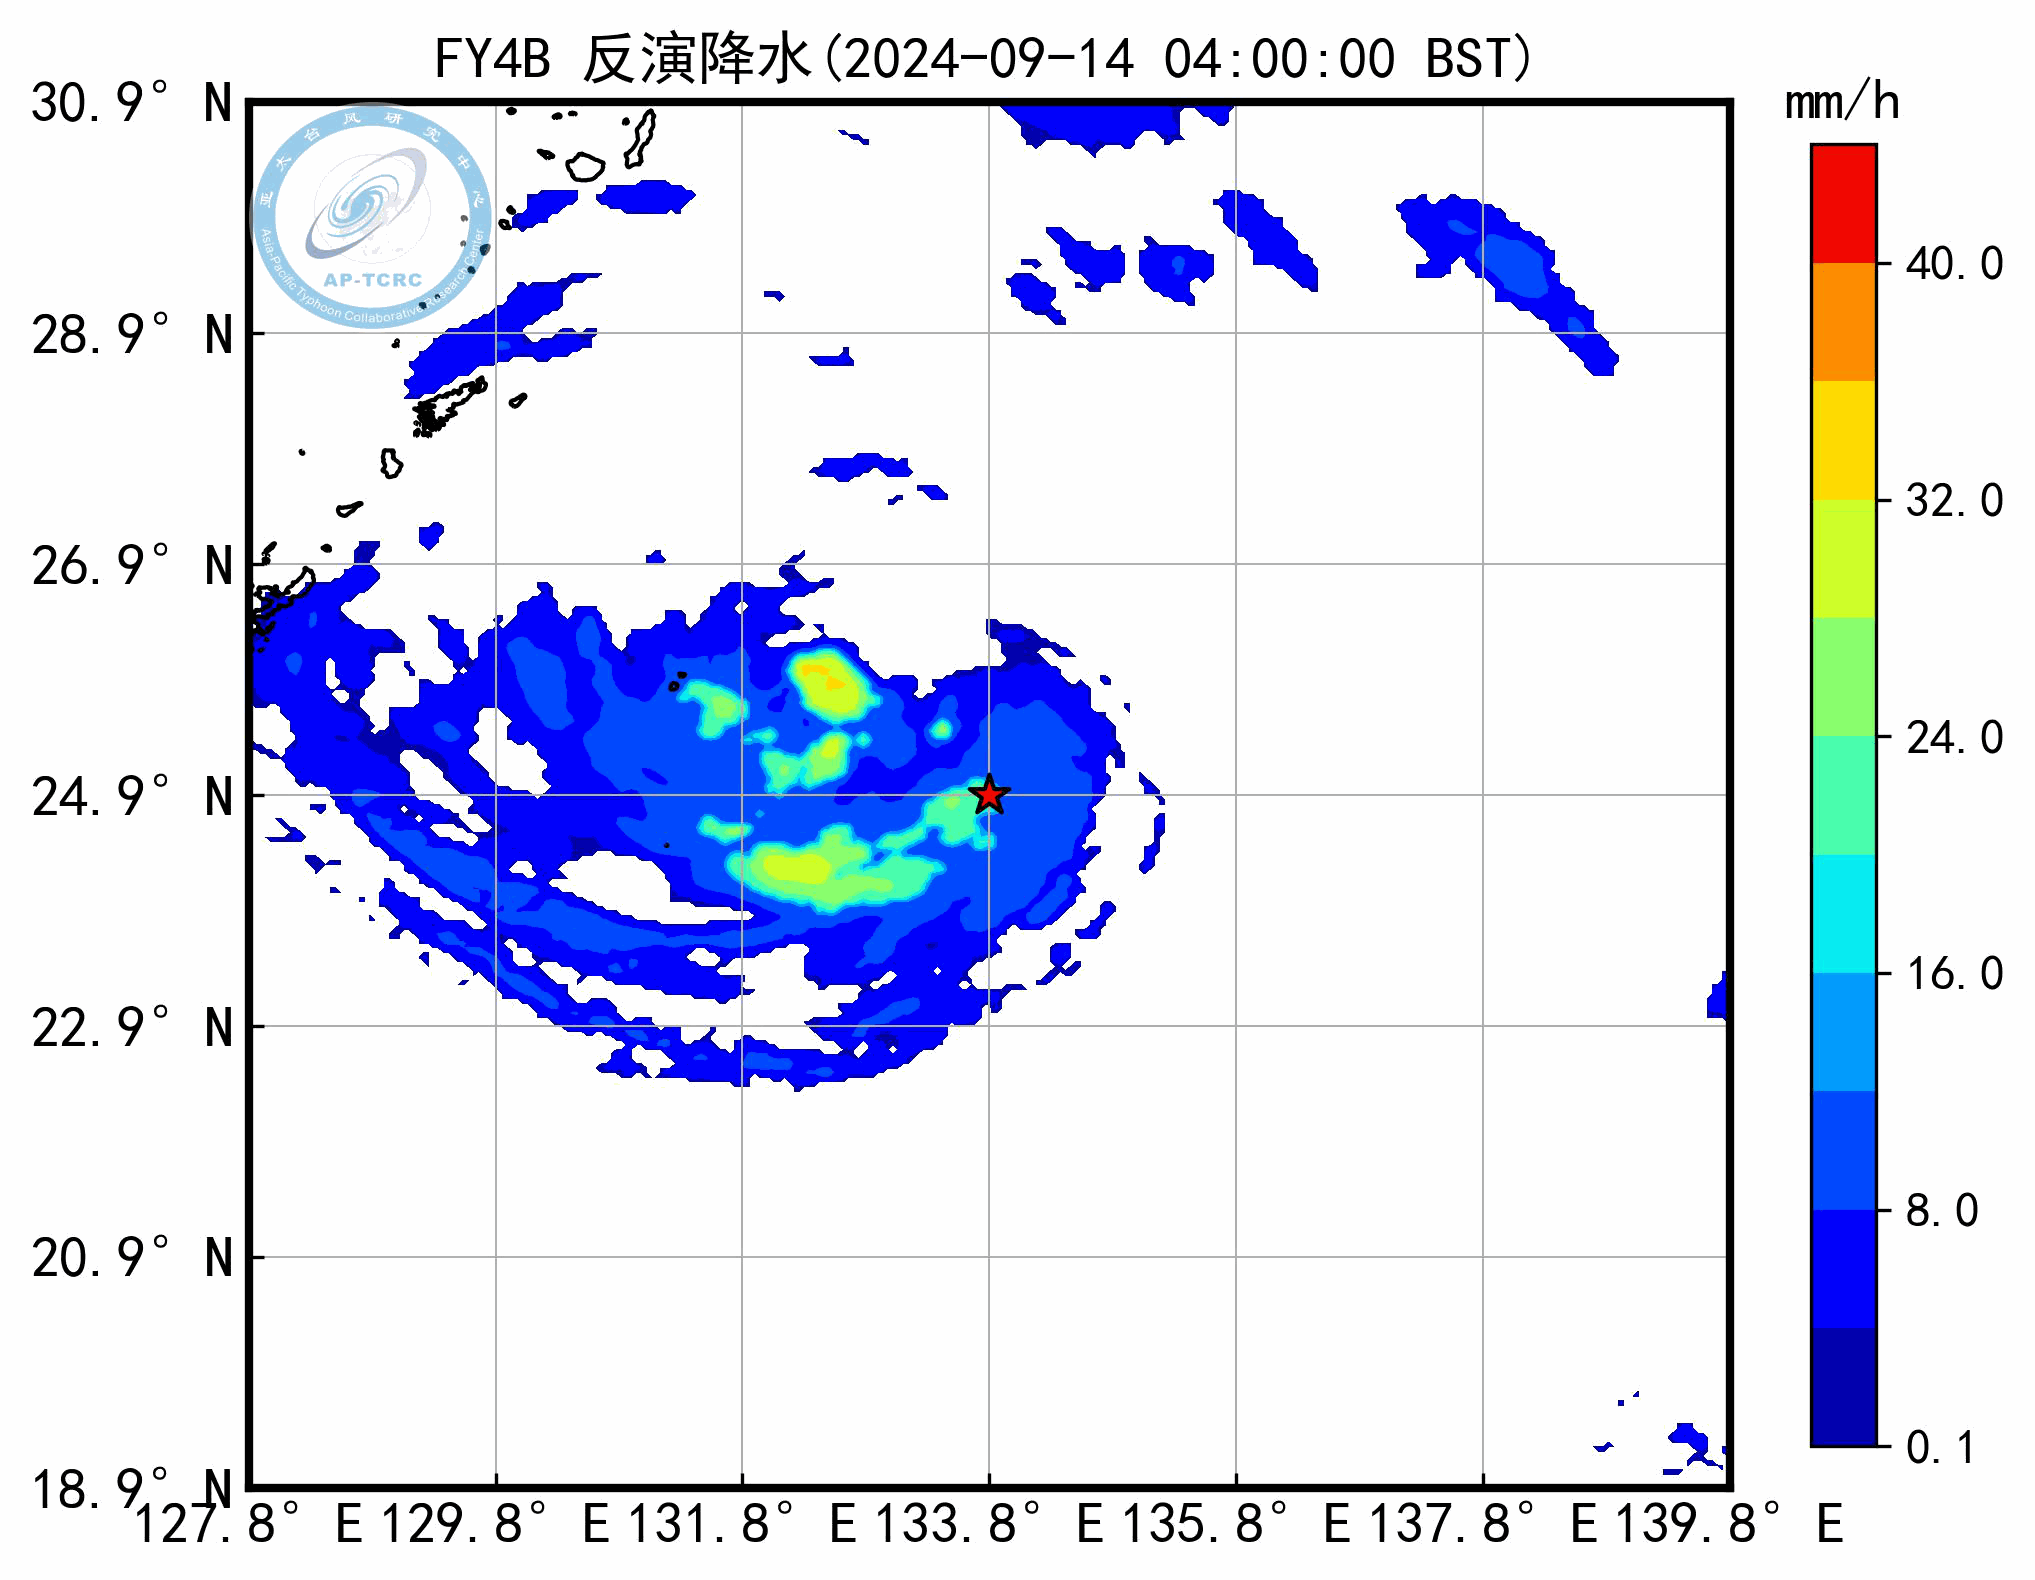 FY4B 反演降水(2024-09-14 04:00:00 BST)
mm/h
30.9° N
28.9° N
26.9° N
24.9° N
22.9° N
20.9° N
18.9° N
127.8° E 129.8° E 131.8° E 133.8° E 135.8° E 137.8° E 139.8° E
40.0
32.0
24.0
16.0
8.0
0.1
亚太台风研究中心
AP-TCRC
Asia-Pacific Typhoon Collaborative Research Center